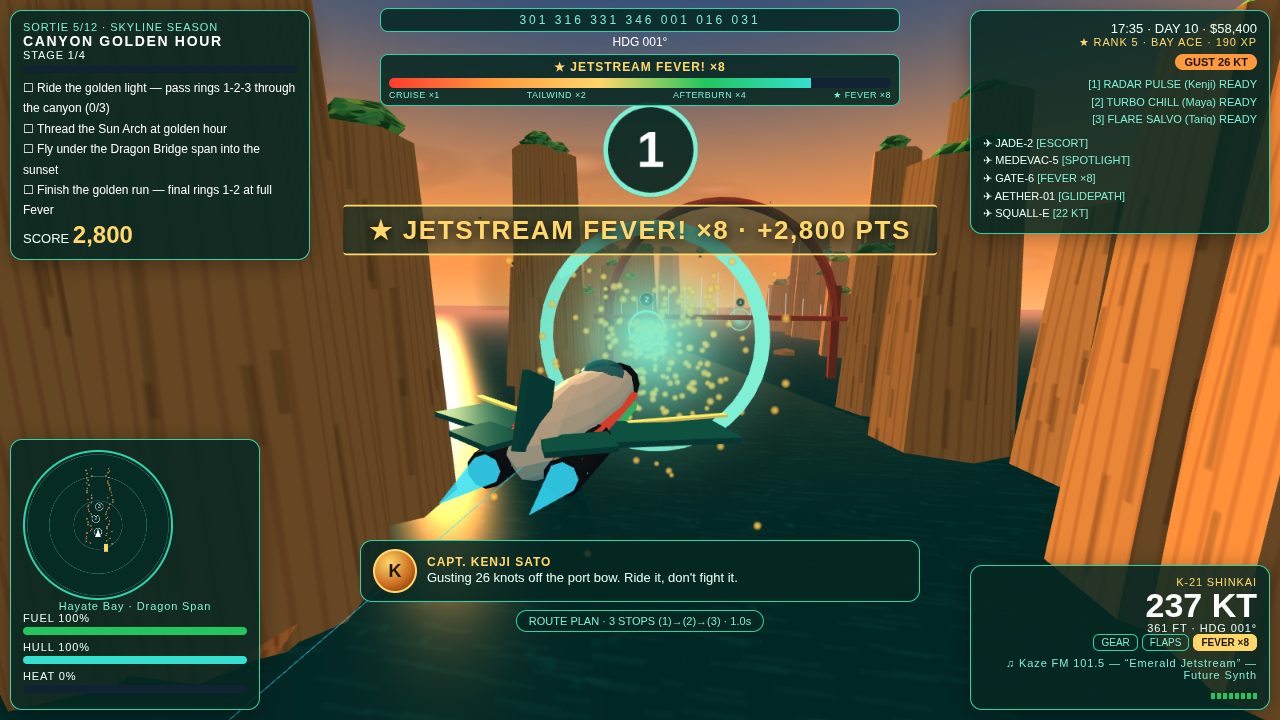 SORTIE 5/12 · SKYLINE SEASON
CANYON GOLDEN HOUR
STAGE 1/4
☐ Ride the golden light — pass rings 1-2-3 through
the canyon (0/3)
☐ Thread the Sun Arch at golden hour
☐ Fly under the Dragon Bridge span into the
sunset
☐ Finish the golden run — final rings 1-2 at full
Fever
SCORE 2,800
301 316 331 346 001 016 031
HDG 001°
★ JETSTREAM FEVER! ×8
CRUISE ×1 TAILWIND ×2 AFTERBURN ×4 ★ FEVER ×8
1
★ JETSTREAM FEVER! ×8 · +2,800 PTS
2
17:35 · DAY 10 · $58,400
★ RANK 5 · BAY ACE · 190 XP
GUST 26 KT
[1] RADAR PULSE (Kenji) READY
[2] TURBO CHILL (Maya) READY
[3] FLARE SALVO (Tariq) READY
✈ JADE-2 [ESCORT]
✈ MEDEVAC-5 [SPOTLIGHT]
✈ GATE-6 [FEVER ×8]
✈ AETHER-01 [GLIDEPATH]
✈ SQUALL-E [22 KT]
Hayate Bay · Dragon Span
FUEL 100%
HULL 100%
HEAT 0%
K
CAPT. KENJI SATO
Gusting 26 knots off the port bow. Ride it, don't fight it.
ROUTE PLAN · 3 STOPS (1)→(2)→(3) · 1.0s
K-21 SHINKAI
237 KT
361 FT · HDG 001°
GEAR FLAPS FEVER ×8
♫ Kaze FM 101.5 — “Emerald Jetstream” —
Future Synth